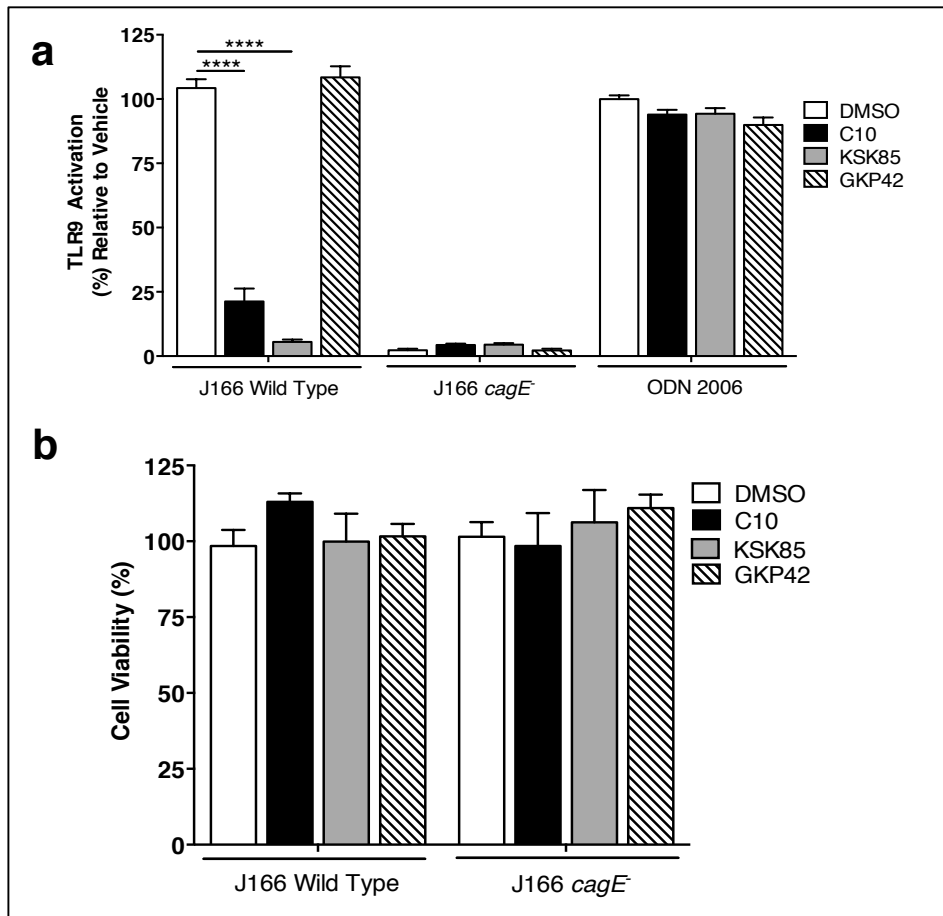 a
TLR9 Activation
(%) Relative to Vehicle
125
100
75
50
25
0
****
****
DMSO
C10
KSK85
GKP42
J166 Wild Type
J166 cagE-
ODN 2006
b
Cell Viability (%)
125
100
75
50
25
0
DMSO
C10
KSK85
GKP42
J166 Wild Type
J166 cagE-